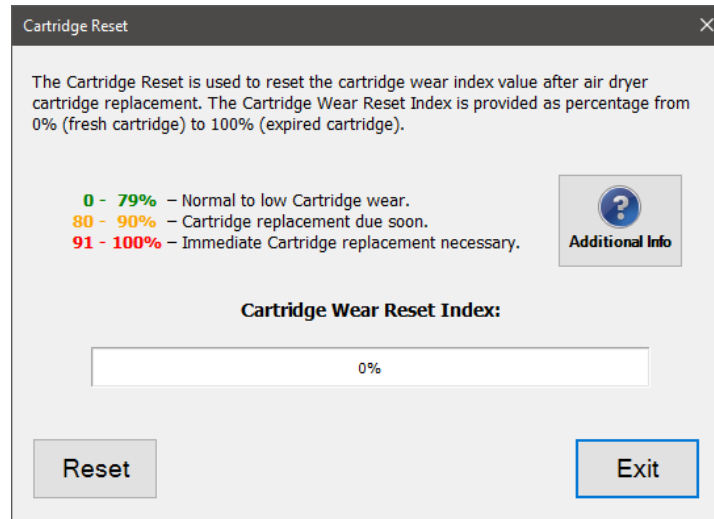 Cartridge Reset
The Cartridge Reset is used to reset the cartridge wear index value after air dryer
cartridge replacement. The Cartridge Wear Reset Index is provided as percentage from
0% (fresh cartridge) to 100% (expired cartridge).
0 - 79% – Normal to low Cartridge wear.
80 - 90% – Cartridge replacement due soon.
91 - 100% – Immediate Cartridge replacement necessary.
Additional Info
Cartridge Wear Reset Index:
0%
Reset
Exit